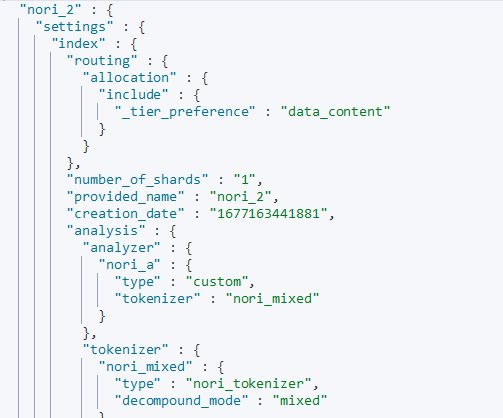 "nori_2" : {
"settings" : {
"index" : {
"routing" : {
"allocation" : {
"include" : {
"_tier_preference" : "data_content"
}
}
},
"number_of_shards" : "1",
"provided_name" : "nori_2",
"creation_date" : "1677163441881",
"analysis" : {
"analyzer" : {
"nori_a" : {
"type" : "custom",
"tokenizer" : "nori_mixed"
}
},
"tokenizer" : {
"nori_mixed" : {
"type" : "nori_tokenizer",
"decompound_mode" : "mixed"
}